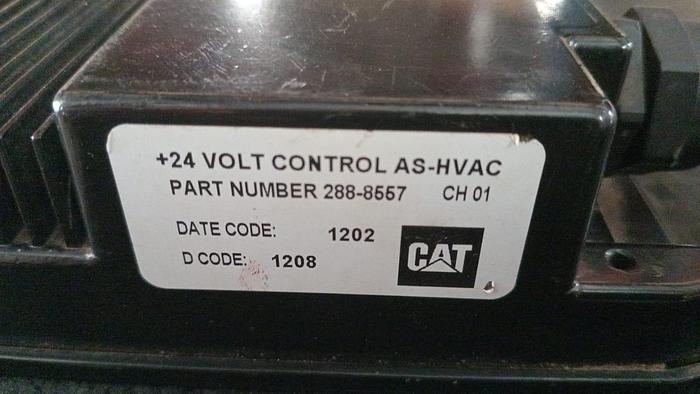 +24 VOLT CONTROL AS-HVAC
PART NUMBER 288-8557 CH 01
DATE CODE: 1202
D CODE: 1208
CAT